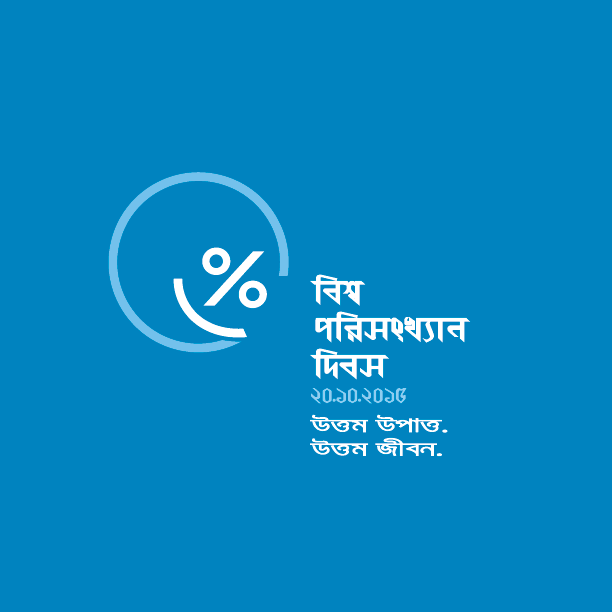 %
বিশ্ব
পরিসংখ্যান
দিবস
২০.১০.২০১৫
উত্তম উপাত্ত.
উত্তম জীবন.